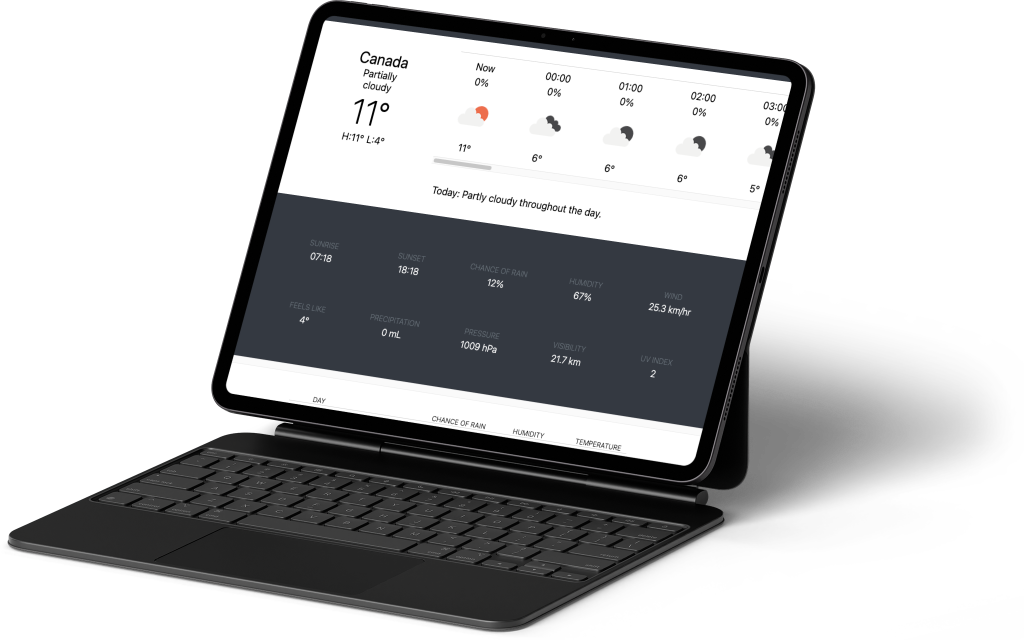 Canada
Partially
cloudy
11°
H:11° L:4°
Now 00:00 01:00 02:00 03:00
0% 0% 0% 0% 0%
11° 6° 6° 6° 5°
Today: Partly cloudy throughout the day.
SUNRISE SUNSET CHANCE OF RAIN HUMIDITY WIND
07:18 18:18 12% 67% 25.3 km/hr
FEELS LIKE PRECIPITATION PRESSURE VISIBILITY UV INDEX
4° 0 mL 1009 hPa 21.7 km 2
DAY CHANCE OF RAIN HUMIDITY TEMPERATURE